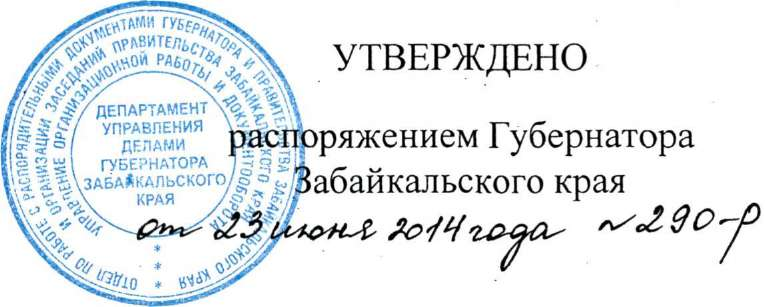 УТВЕРЖДЕНО
распоряжением Губернатора
Забайкальского края
от 23 июня 2014 года № 290-р
ОТДЕЛ ПО РАБОТЕ С РАСПОРЯДИТЕЛЬНЫМИ ДОКУМЕНТАМИ ГУБЕРНАТОРА И ПРАВИТЕЛЬСТВА ЗАБАЙКАЛЬСКОГО КРАЯ
И ОРГАНИЗАЦИИ ЗАСЕДАНИЙ ПРАВИТЕЛЬСТВА ЗАБАЙКАЛЬСКОГО КРАЯ
УПРАВЛЕНИЕ ОРГАНИЗАЦИОННОЙ РАБОТЫ И ДОКУМЕНТООБОРОТА
ДЕПАРТАМЕНТ
УПРАВЛЕНИЯ
ДЕЛАМИ
ГУБЕРНАТОРА
ЗАБАЙКАЛЬСКОГО
КРАЯ